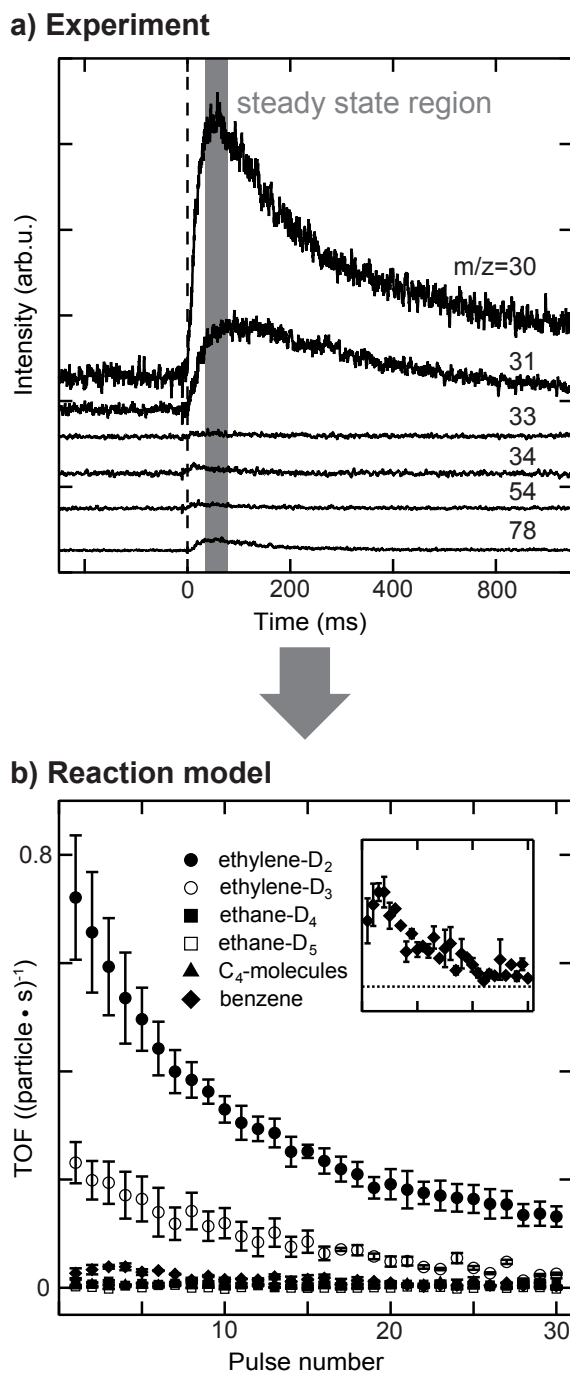 a) Experiment
steady state region
Intensity (arb.u.)
m/z=30
31
33
34
54
78
0 200 400 800
Time (ms)
b) Reaction model
0.8
ethylene-D₂
ethylene-D₃
ethane-D₄
ethane-D₅
C₄-molecules
benzene
TOF ((particle • s)⁻¹
0
10 20 30
Pulse number